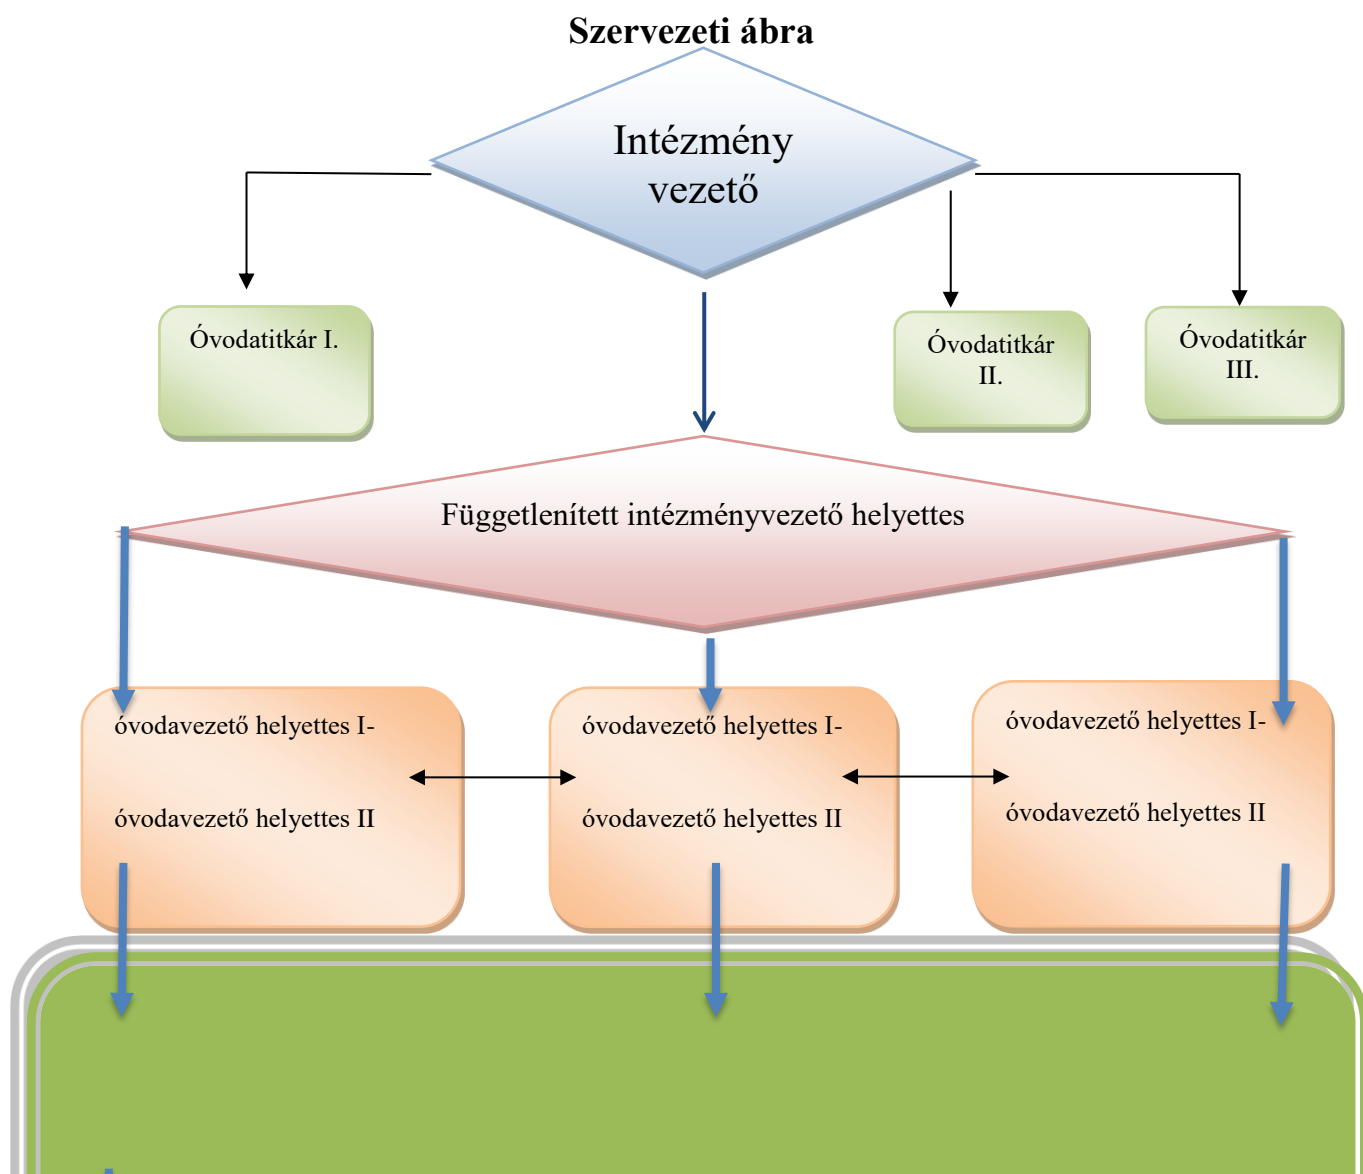 Szervezeti ábra
Intézmény
vezető
Óvodatitkár I.
Óvodatitkár
II.
Óvodatitkár
III.
Függetlenített intézményvezető helyettes
óvodavezető helyettes I-
óvodavezető helyettes II
óvodavezető helyettes I-
óvodavezető helyettes II
óvodavezető helyettes I-
óvodavezető helyettes II